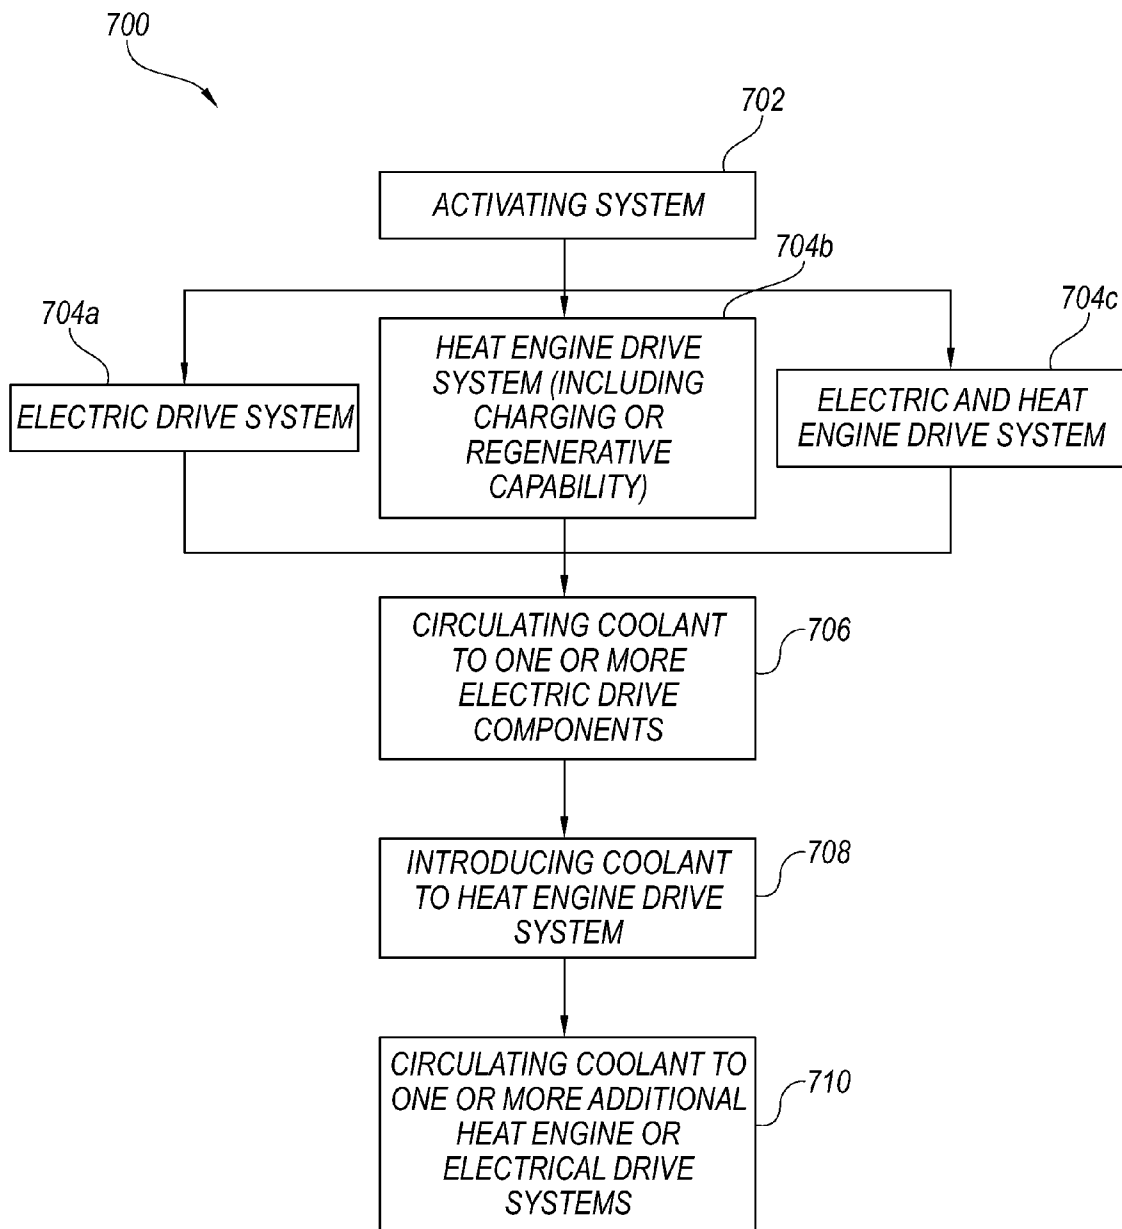 700
702
ACTIVATING SYSTEM
704b
704a
704c
HEAT ENGINE DRIVE
SYSTEM (INCLUDING
CHARGING OR
REGENERATIVE
CAPABILITY)
ELECTRIC DRIVE SYSTEM
ELECTRIC AND HEAT
ENGINE DRIVE SYSTEM
CIRCULATING COOLANT
TO ONE OR MORE
ELECTRIC DRIVE
COMPONENTS
706
INTRODUCING COOLANT
TO HEAT ENGINE DRIVE
SYSTEM
708
CIRCULATING COOLANT TO
ONE OR MORE ADDITIONAL
HEAT ENGINE OR
ELECTRICAL DRIVE
SYSTEMS
710